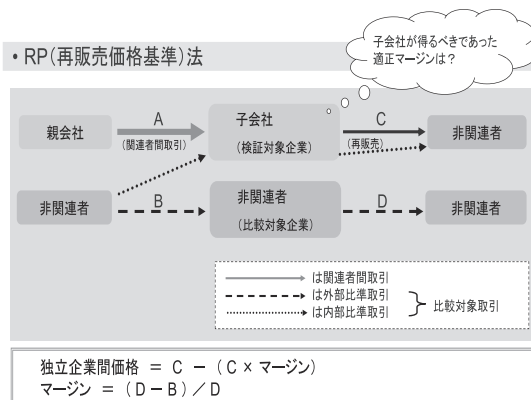 子会社が得るべきであった
適正マージンは？
・RP（再販売価格基準）法
親会社
A
（関連者間取引）
子会社
（検証対象企業）
C
（再販売）
非関連者
非関連者
B
非関連者
（比較対象企業）
D
非関連者
は関連者間取引
は外部比準取引
は内部比準取引
比較対象取引
独立企業間価格 ＝ C － （C × マージン）
マージン ＝ （D－B）／D